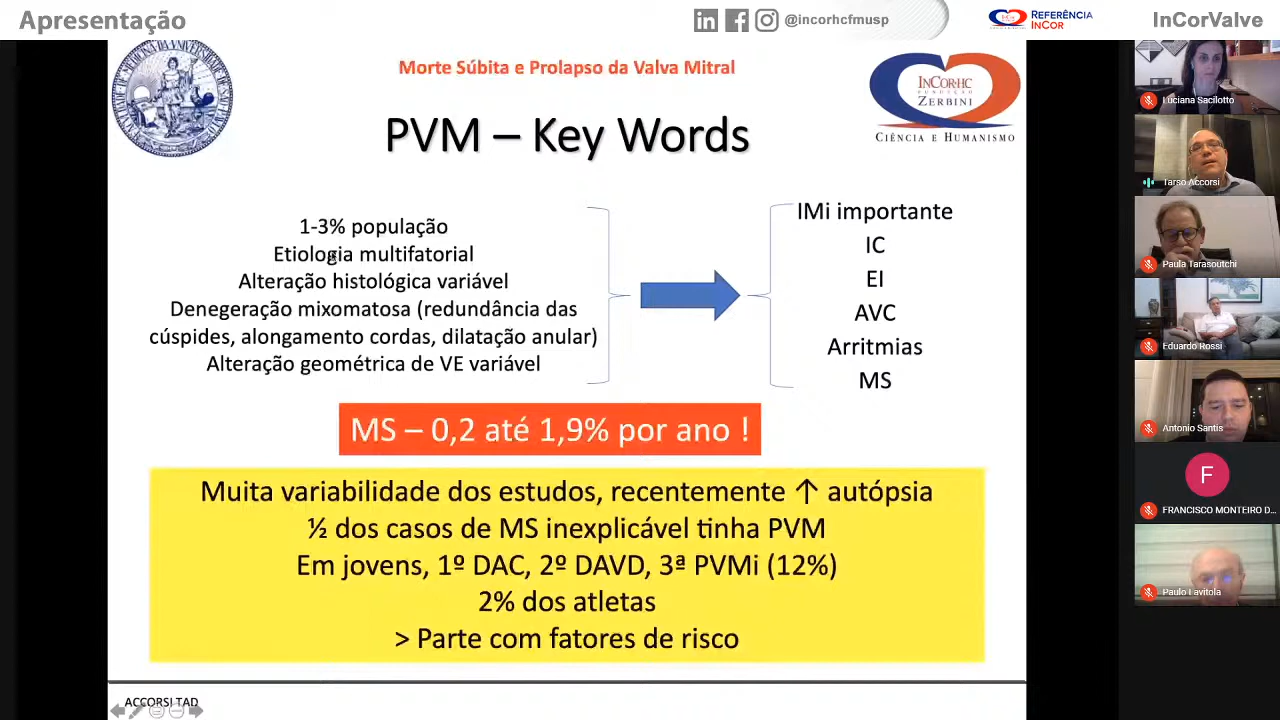 Apresentação
@incorhcfmusp
REFERÊNCIA
INCOR
InCorValve
Morte Súbita e Prolapso da Valva Mitral
PVM – Key Words
INCOR·HC
FUNDAÇÃO
ZERBINI
CIÊNCIA E HUMANISMO
1-3% população
Etiologia multifatorial
Alteração histológica variável
Denegeração mixomatosa (redundância das
cúspides, alongamento cordas, dilatação anular)
Alteração geométrica de VE variável
IMi importante
IC
EI
AVC
Arritmias
MS
MS – 0,2 até 1,9% por ano !
Muita variabilidade dos estudos, recentemente ↑ autópsia
½ dos casos de MS inexplicável tinha PVM
Em jovens, 1º DAC, 2º DAVD, 3ª PVMi (12%)
2% dos atletas
> Parte com fatores de risco
ACCORSI TAD
Luciana Sacilotto
Tarso Accorsi
Paula Tarasoutchi
Eduardo Rossi
Antonio Santis
F
FRANCISCO MONTEIRO D...
Paulo Lavitola